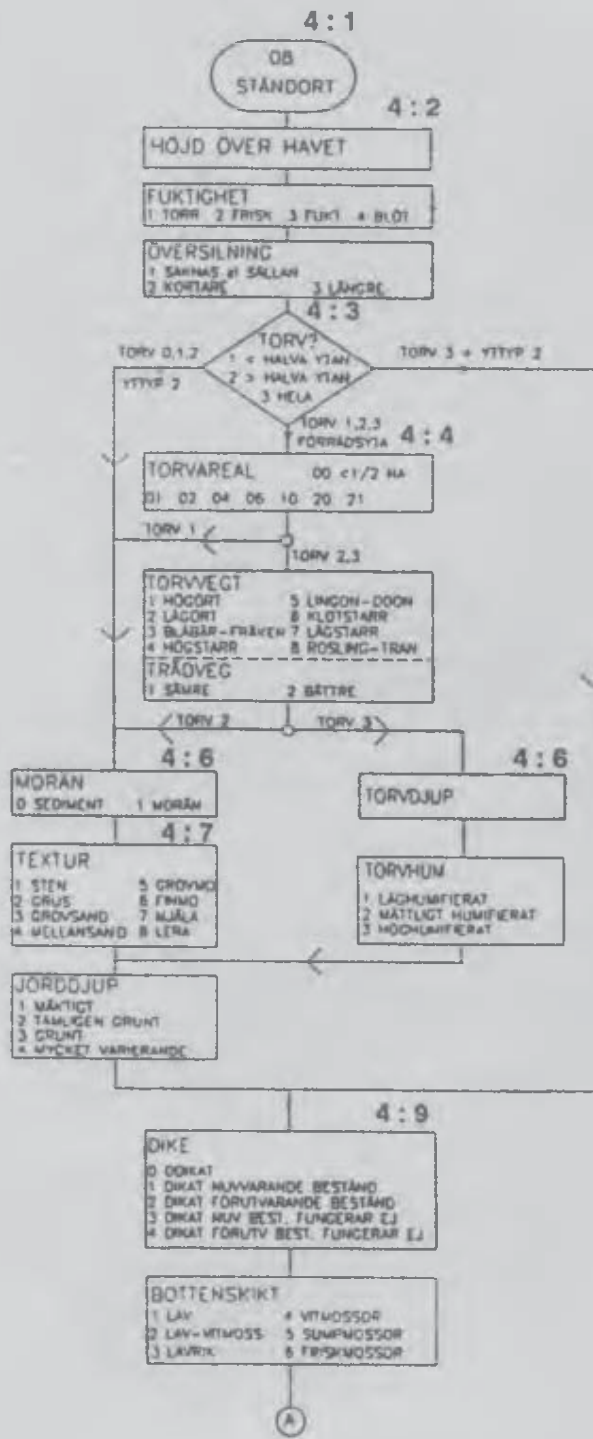 4:1
08
STÅNDORT
4:2
HÖJD ÖVER HAVET
FUKTIGHET
1 TORR 2 FRISK 3 FUKT 4 BLÖT
ÖVERSILNING
1 SAKNAS el SÄLLAN
2 KORTARE 3 LÄNGRE
4:3
TORV?
1 < HALVA YTAN
2 > HALVA YTAN
3 HELA
TORV 0,1,2
YTTYP 2
TORV 3 + YTTYP 2
TORV 1,2,3
FÖRRÅDSYTA
4:4
TORVAREAL 00 <1/2 HA
01 02 04 06 10 20 21
TORV 1
TORV 2,3
TORVVEGT
1 HÖGÖRT 5 LINGON-ODON
2 LÅGÖRT 6 KLOTSTARR
3 BLÅBÄR-FRÄKEN 7 LÅGSTARR
4 HÖGSTARR 8 ROSLING-TRAN
TRÄDVEG
1 SÄMRE 2 BÄTTRE
TORV 2
TORV 3
4:6
MORÄN
0 SEDIMENT 1 MORÄN
4:6
TORVDJUP
4:7
TEXTUR
1 STEN 5 GROVMO
2 GRUS 6 FINMO
3 GROVSAND 7 MJÄLA
4 MELLANSAND 8 LERA
TORVHUM
1 LÅGHUMIFIERAT
2 MÅTTLIGT HUMIFIERAT
3 HÖGHUMIFIERAT
JORDDJUP
1 MÄKTIGT
2 TÄMLIGEN GRUNT
3 GRUNT
4 MYCKET VARIERANDE
4:9
DIKE
0 ODIKAT
1 DIKAT NUVVARANDE BESTÅND
2 DIKAT FÖRUTVARANDE BESTÅND
3 DIKAT NUV BEST. FUNGERAR EJ
4 DIKAT FÖRUTV BEST. FUNGERAR EJ
BOTTENSKIKT
1 LAV 4 VITMOSSOR
2 LAV-VITMOSS 5 SUMPMOSSOR
3 LAVRIK 6 FRISKMOSSOR
A